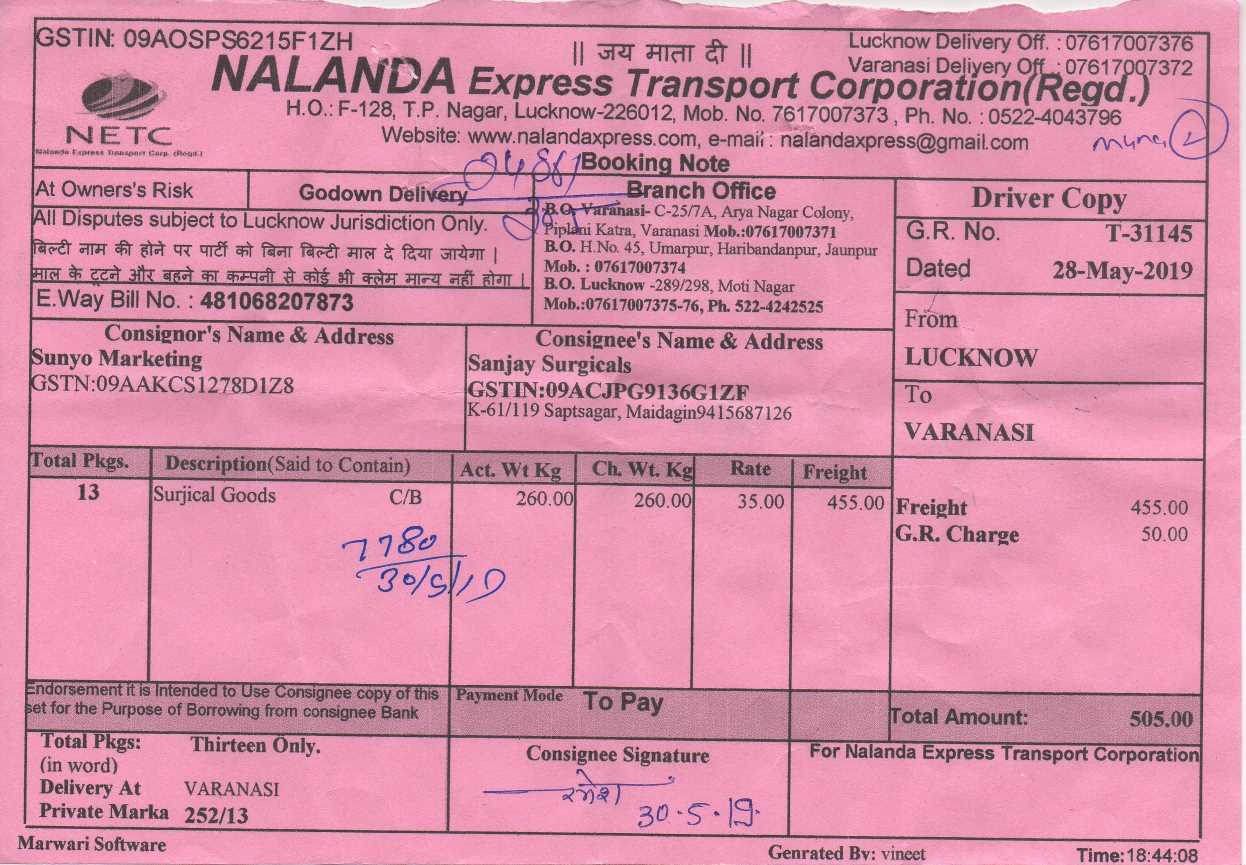 GSTIN: 09AOSPS6215F1ZH
|| जय माता दी ||
Lucknow Delivery Off. : 07617007376
Varanasi Delivery Off. : 07617007372
NALANDA Express Transport Corporation(Regd.)
H.O.: F-128, T.P. Nagar, Lucknow-226012, Mob. No. 7617007373 , Ph. No. : 0522-4043796
Website: www.nalandaxpress.com, e-mail : nalandaxpress@gmail.com
NETC
Nalanda Express Transport Corp. (Regd.)
2
Booking Note
At Owners's Risk
Godown Delivery
All Disputes subject to Lucknow Jurisdiction Only.
बिल्टी नाम की होने पर पार्टी को बिना बिल्टी माल दे दिया जायेगा |
माल के टूटने और बहने का कम्पनी से कोई भी क्लेम मान्य नहीं होगा |
E.Way Bill No. : 481068207873
Branch Office
B.O. Varanasi- C-25/7A, Arya Nagar Colony,
Piplani Katra, Varanasi Mob.:07617007371
B.O. H.No. 45, Umarpur, Haribandanpur, Jaunpur
Mob. : 07617007374
B.O. Lucknow -289/298, Moti Nagar
Mob.:07617007375-76, Ph. 522-4242525
Driver Copy
G.R. No. T-31145
Dated 28-May-2019
From
LUCKNOW
To
VARANASI
Consignor's Name & Address
Sunyo Marketing
GSTN:09AAKCS1278D1Z8
Consignee's Name & Address
Sanjay Surgicals
GSTIN:09ACJPG9136G1ZF
K-61/119 Saptsagar, Maidagin9415687126
Total Pkgs. Description(Said to Contain) Act. Wt Kg Ch. Wt. Kg Rate Freight
13 Surjical Goods C/B 260.00 260.00 35.00 455.00
Freight 455.00
G.R. Charge 50.00
7780
30/5/19
Endorsement it is Intended to Use Consignee copy of this
set for the Purpose of Borrowing from consignee Bank
Payment Mode To Pay
Total Amount: 505.00
Total Pkgs: Thirteen Only.
(in word)
Delivery At VARANASI
Private Marka 252/13
Consignee Signature
रमेश
30.5.19.
For Nalanda Express Transport Corporation
Marwari Software
Genrated By: vineet
Time:18:44:08